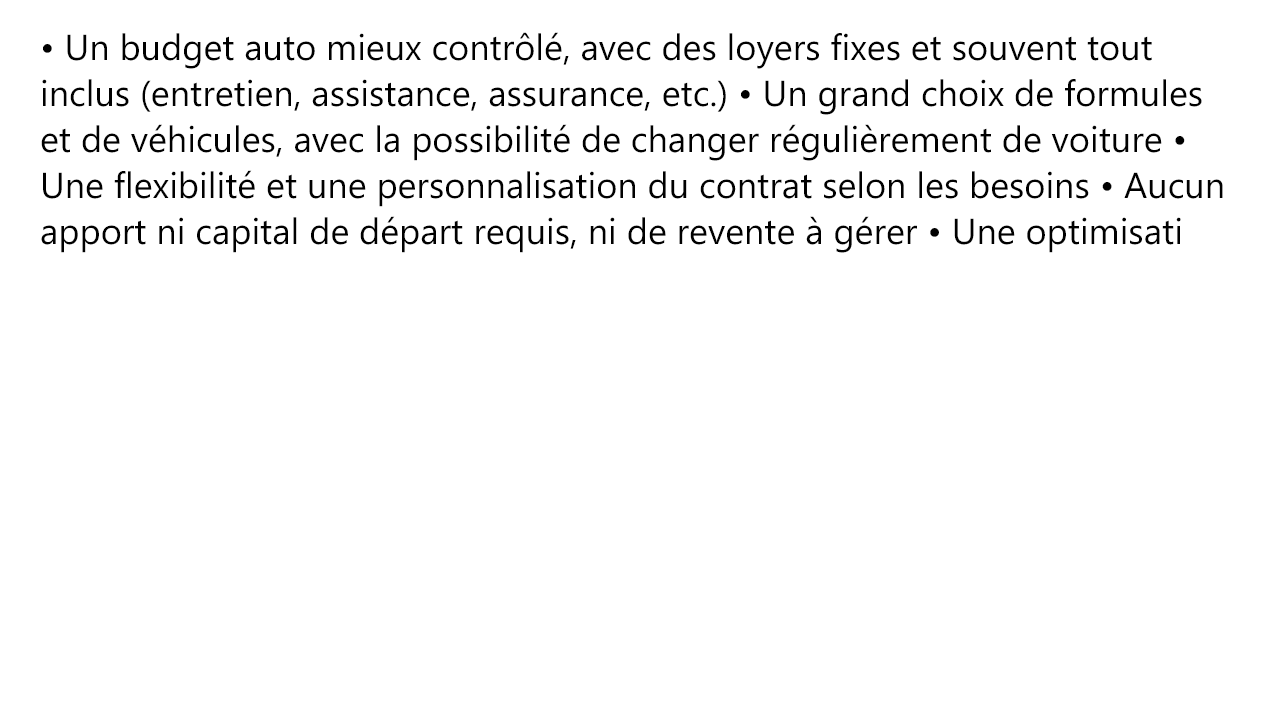 • Un budget auto mieux contrôlé, avec des loyers fixes et souvent tout
inclus (entretien, assistance, assurance, etc.) • Un grand choix de formules
et de véhicules, avec la possibilité de changer régulièrement de voiture •
Une flexibilité et une personnalisation du contrat selon les besoins • Aucun
apport ni capital de départ requis, ni de revente à gérer • Une optimisati